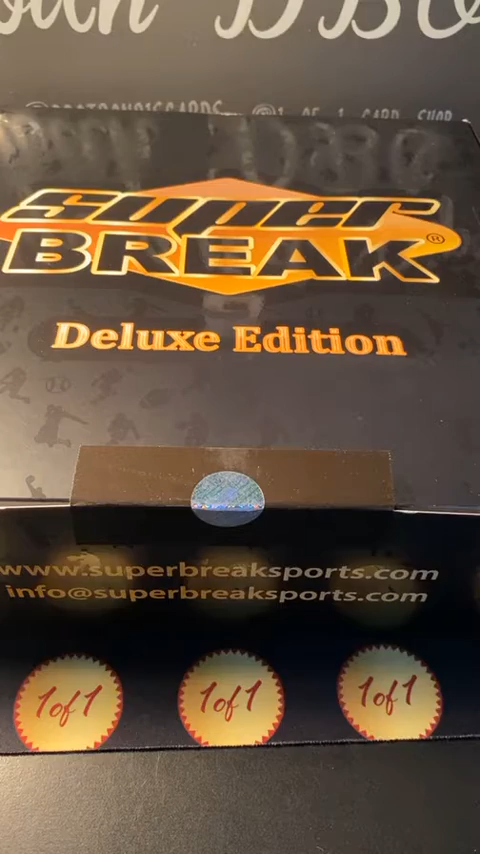 super
BREAK®
Deluxe Edition
www.superbreaksports.com
info@superbreaksports.com
1of1 1of1 1of1